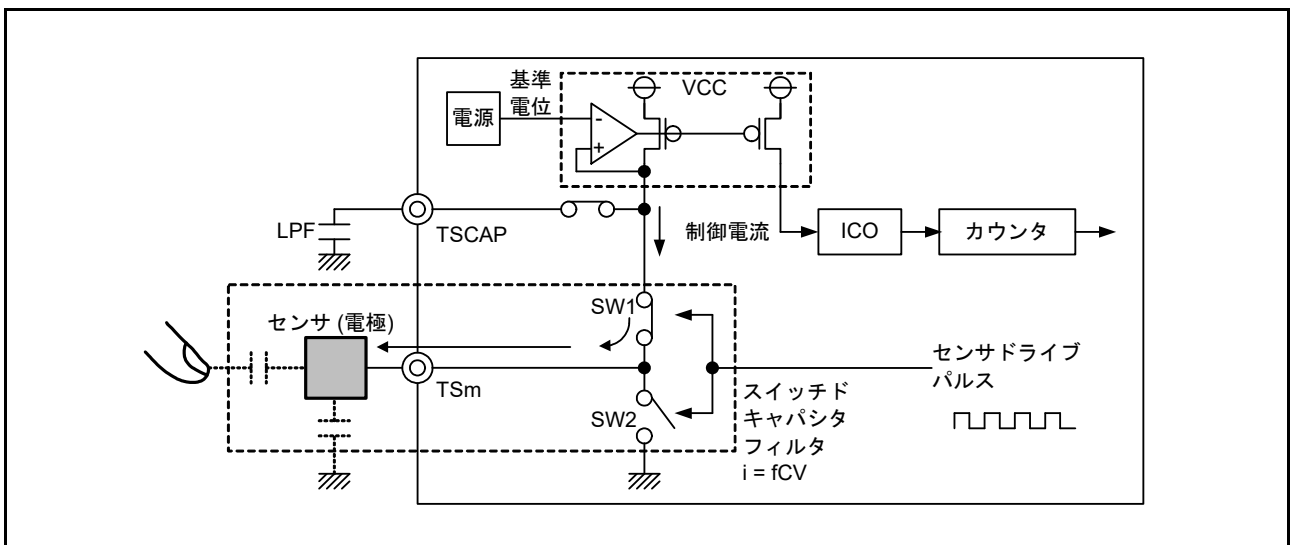 基準
電位
電源
VCC
-
+
LPF
TSCAP
制御電流
ICO
カウンタ
SW1
センサ (電極)
TSm
SW2
スイッチド
キャパシタ
フィルタ
i = fCV
センサドライブ
パルス